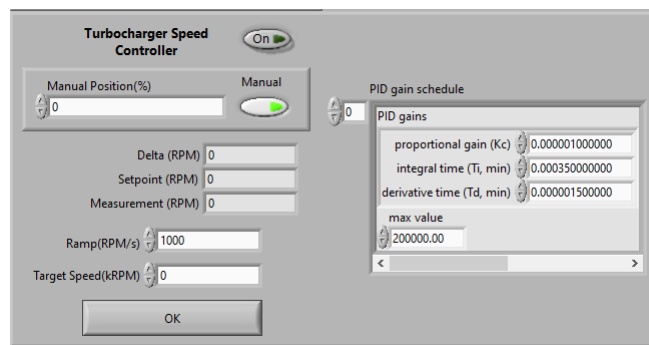 Turbocharger Speed
Controller
On
Manual Position(%)
Manual
0
Delta (RPM) 0
Setpoint (RPM) 0
Measurement (RPM) 0
Ramp(RPM/s) 1000
Target Speed(kRPM) 0
OK
PID gain schedule
0
PID gains
proportional gain (Kc) 0.000001000000
integral time (Ti, min) 0.000350000000
derivative time (Td, min) 0.000001500000
max value
200000.00